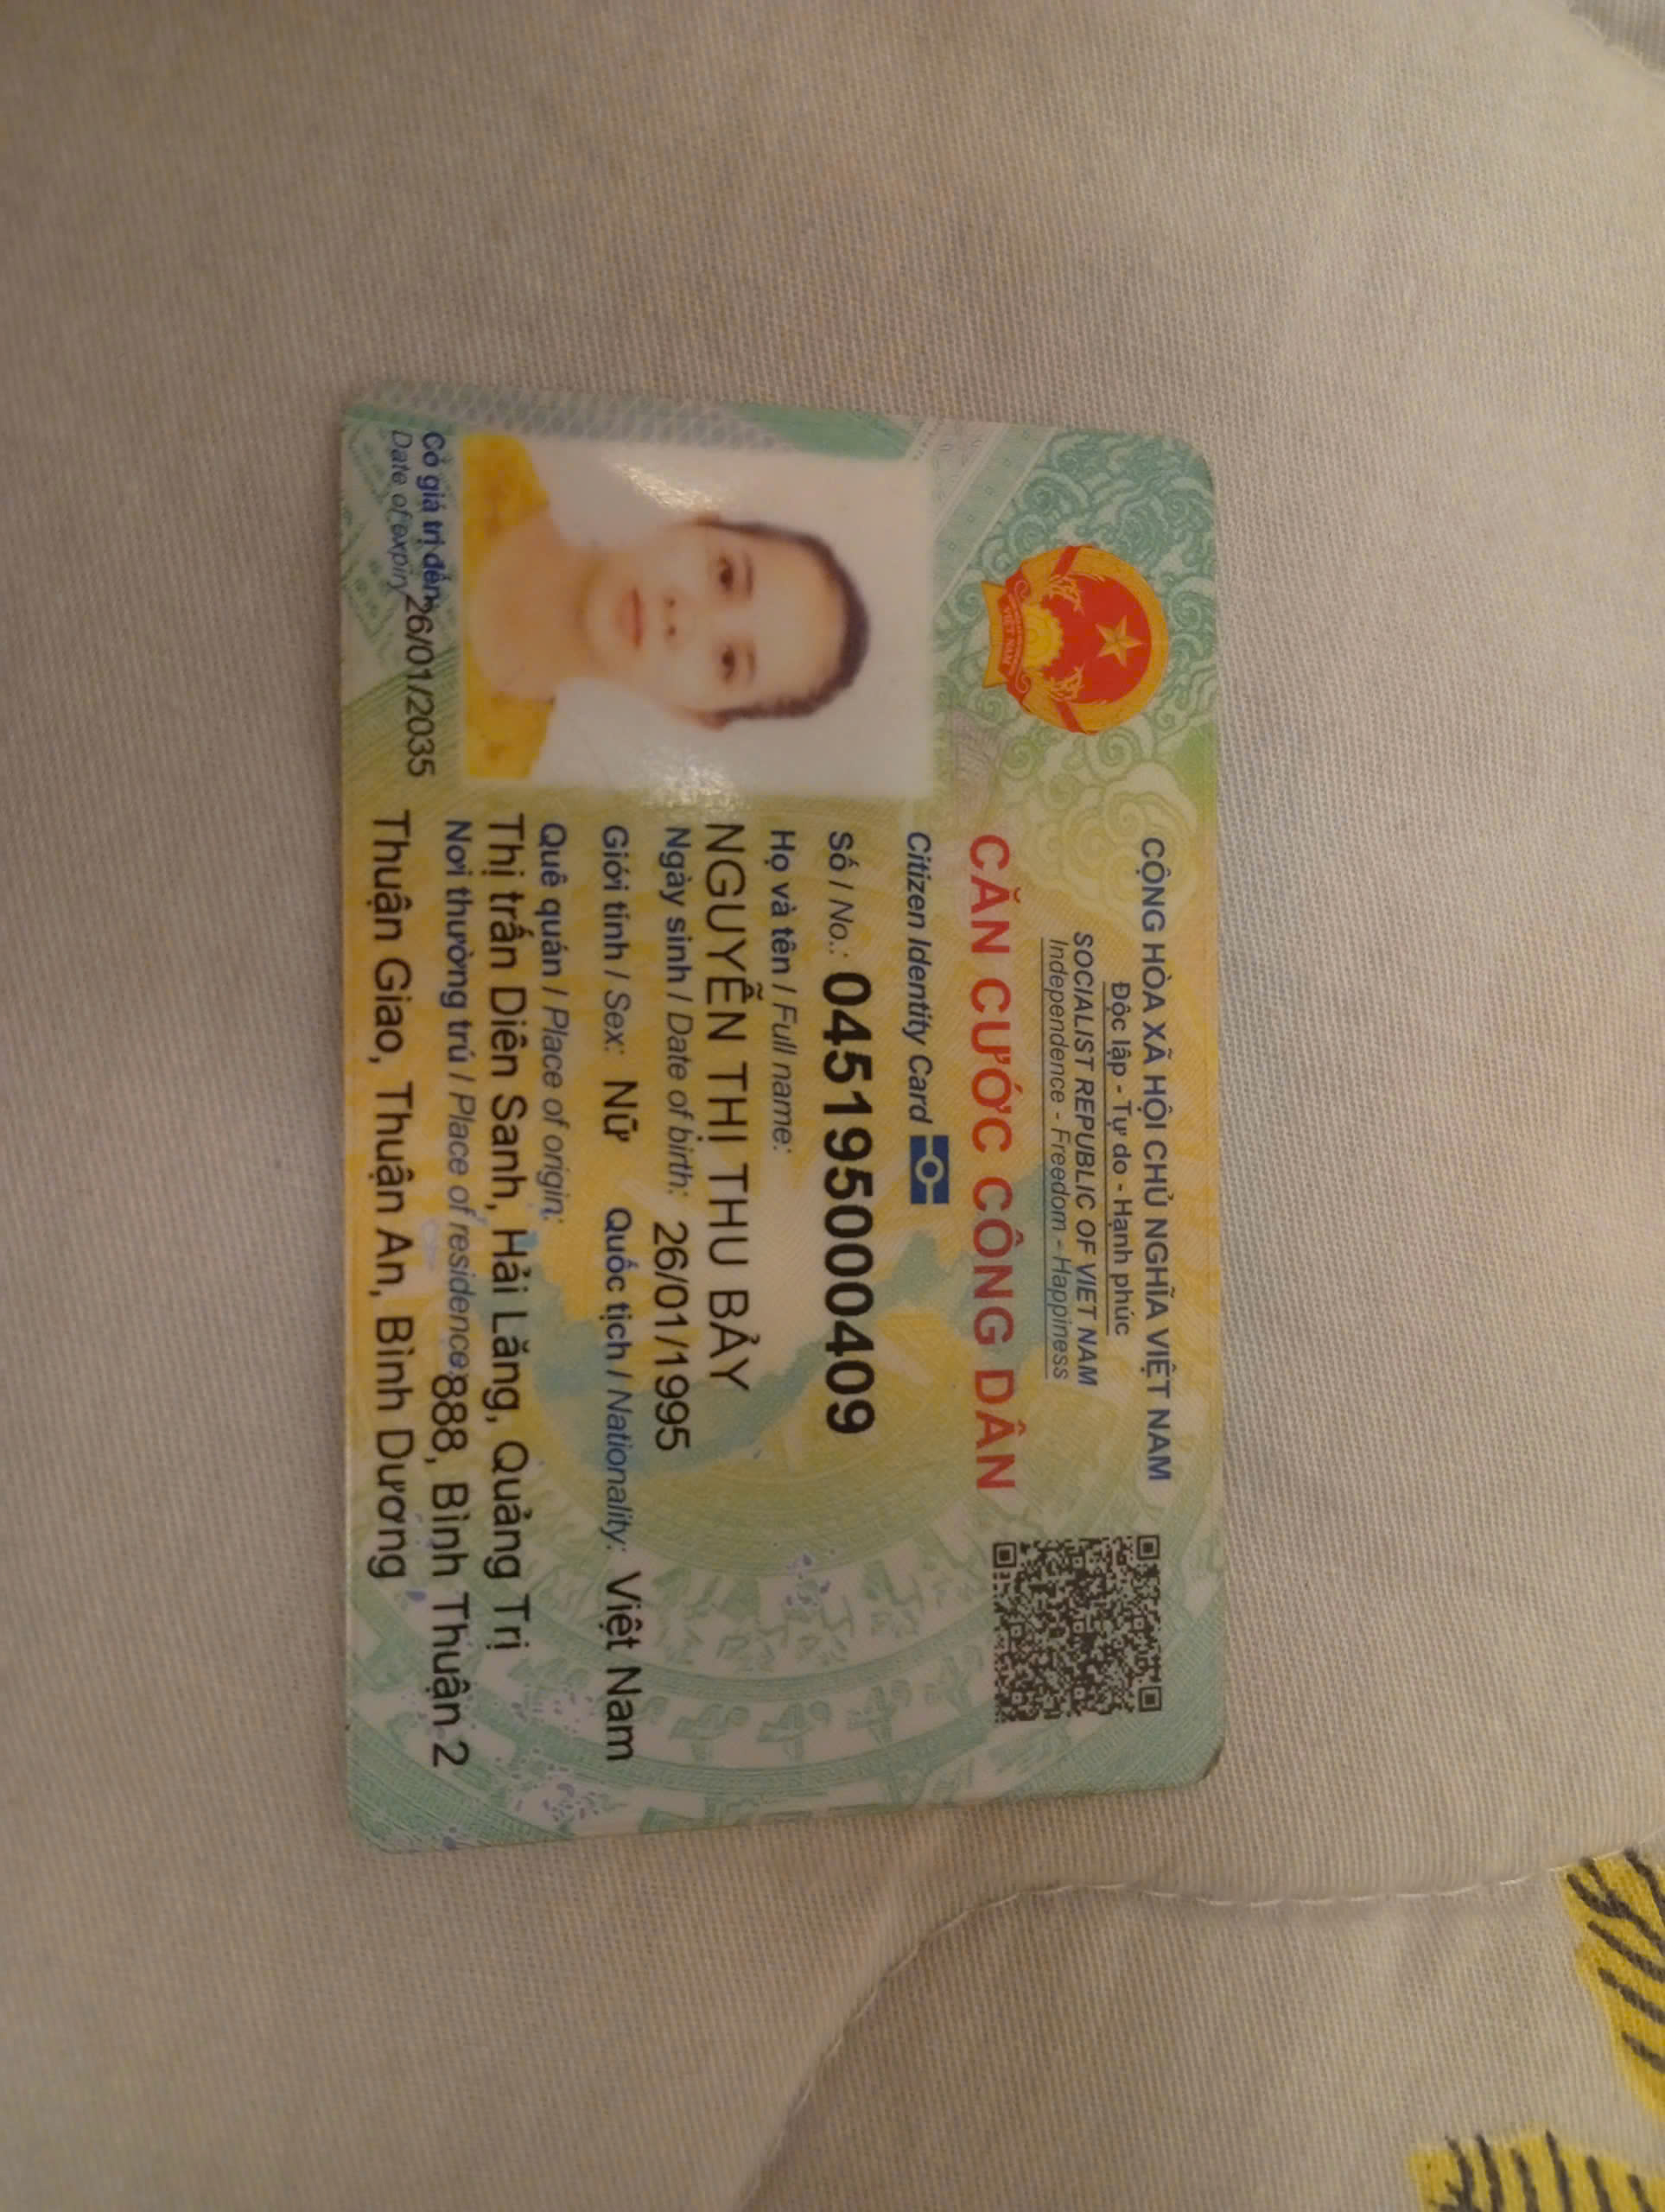 CỘNG HÒA XÃ HỘI CHỦ NGHĨA VIỆT NAM
Độc lập - Tự do - Hạnh phúc
SOCIALIST REPUBLIC OF VIET NAM
Independence - Freedom - Happiness
CĂN CƯỚC CÔNG DÂN
Citizen Identity Card
Số / No.: 045195000409
Họ và tên / Full name:
NGUYỄN THỊ THU BẢY
Ngày sinh / Date of birth: 26/01/1995
Giới tính / Sex: Nữ Quốc tịch / Nationality: Việt Nam
Quê quán / Place of origin:
Thị trấn Diên Sanh, Hải Lăng, Quảng Trị
Nơi thường trú / Place of residence: 888, Bình Thuận 2
Thuận Giao, Thuận An, Bình Dương
Có giá trị đến: 26/01/2035
Date of expiry